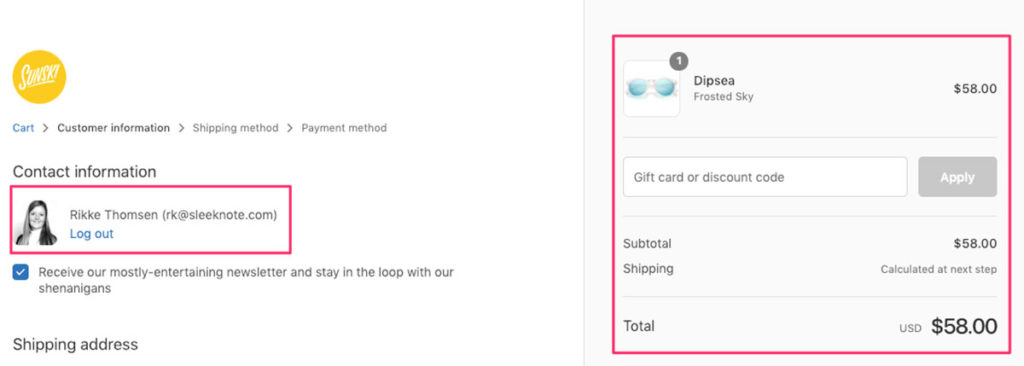 SUNSKI
Cart > Customer information > Shipping method > Payment method
Contact information
Rikke Thomsen (rk@sleeknote.com)
Log out
Receive our mostly-entertaining newsletter and stay in the loop with our
shenanigans
Shipping address
1
Dipsea
Frosted Sky
$58.00
Gift card or discount code
Apply
Subtotal $58.00
Shipping Calculated at next step
Total USD $58.00